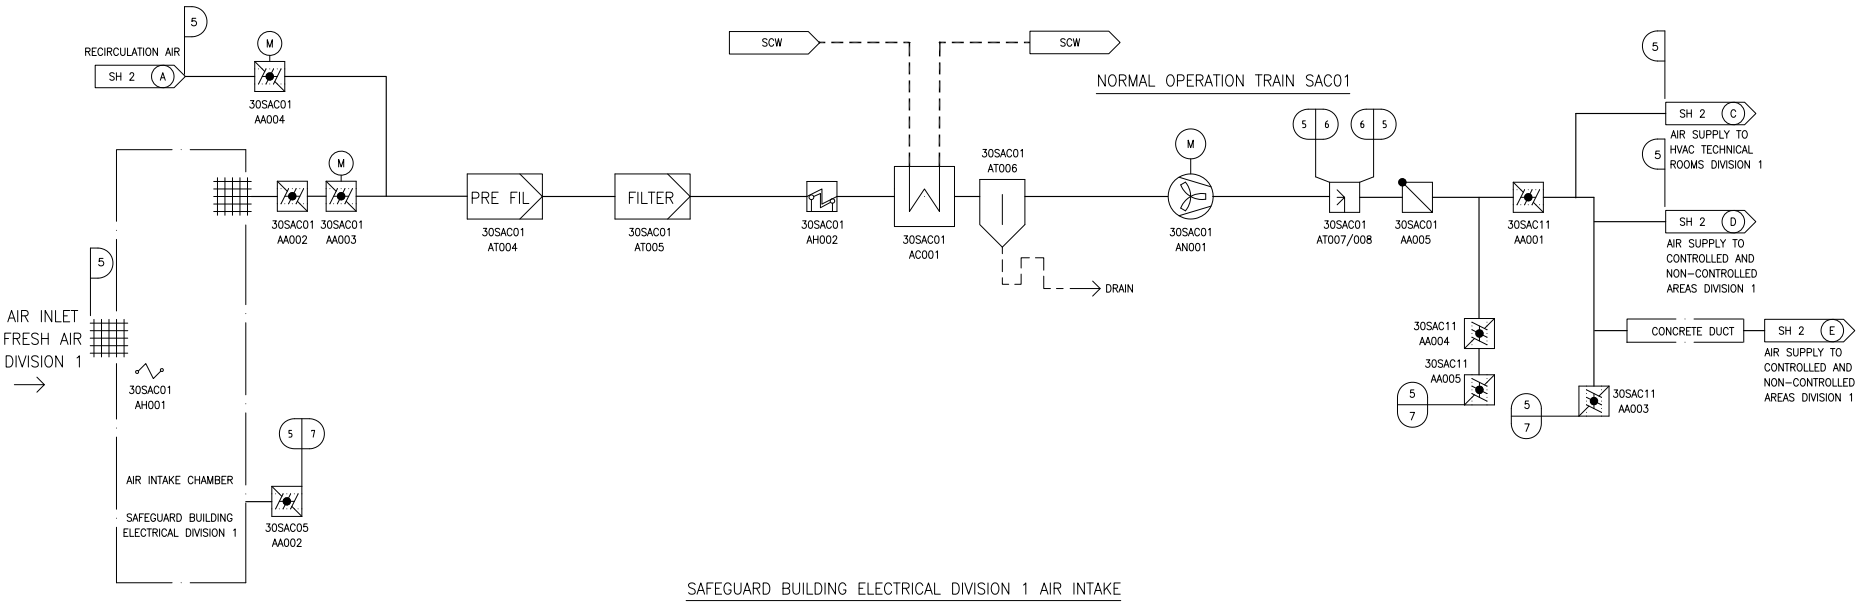 5
RECIRCULATION AIR
SH 2 A
M
30SAC01
AA004
SCW
SCW
NORMAL OPERATION TRAIN SAC01
M
30SAC01
AA002
30SAC01
AA003
PRE FIL
30SAC01
AT004
FILTER
30SAC01
AT005
30SAC01
AH002
30SAC01
AC001
30SAC01
AT006
DRAIN
M
30SAC01
AN001
5 6
6 5
30SAC01
AT007/008
30SAC01
AA005
30SAC11
AA001
5
SH 2 C
AIR SUPPLY TO
HVAC TECHNICAL
ROOMS DIVISION 1
5
SH 2 D
AIR SUPPLY TO
CONTROLLED AND
NON-CONTROLLED
AREAS DIVISION 1
CONCRETE DUCT
SH 2 E
AIR SUPPLY TO
CONTROLLED AND
NON-CONTROLLED
AREAS DIVISION 1
30SAC11
AA004
30SAC11
AA005
5
7
5
7
30SAC11
AA003
5
AIR INLET
FRESH AIR
DIVISION 1
30SAC01
AH001
5 7
AIR INTAKE CHAMBER
SAFEGUARD BUILDING
ELECTRICAL DIVISION 1
30SAC05
AA002
SAFEGUARD BUILDING ELECTRICAL DIVISION 1 AIR INTAKE